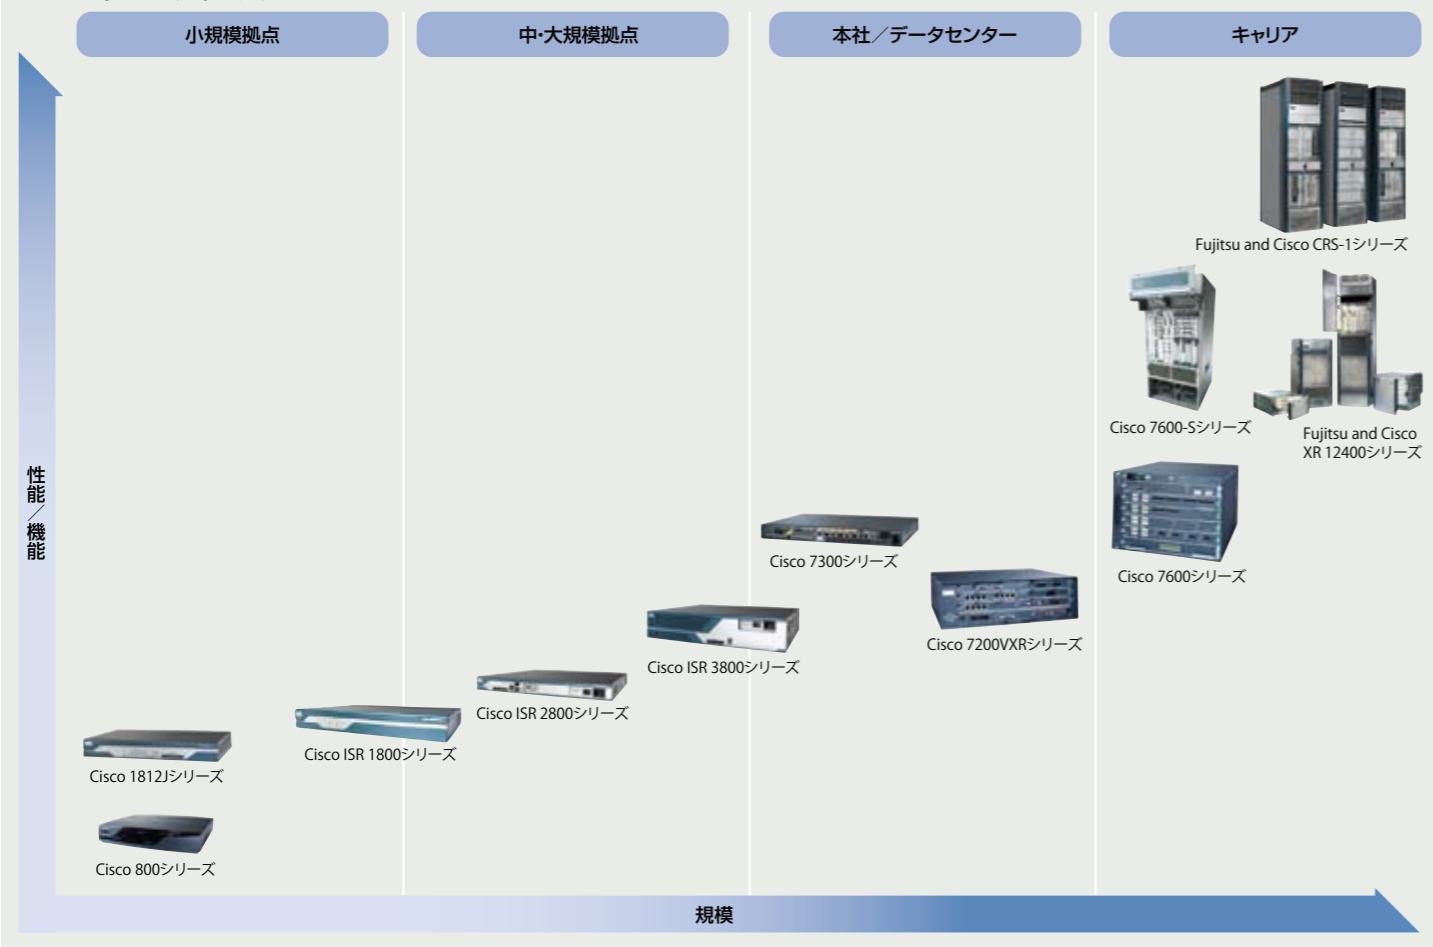 小規模拠点
中・大規模拠点
本社／データセンター
キャリア
Fujitsu and Cisco CRS-1シリーズ
Cisco 7600-Sシリーズ
Fujitsu and Cisco
XR 12400シリーズ
性能／機能
Cisco 7300シリーズ
Cisco 7600シリーズ
Cisco 7200VXRシリーズ
Cisco ISR 3800シリーズ
Cisco ISR 2800シリーズ
Cisco ISR 1800シリーズ
Cisco 1812Jシリーズ
Cisco 800シリーズ
規模